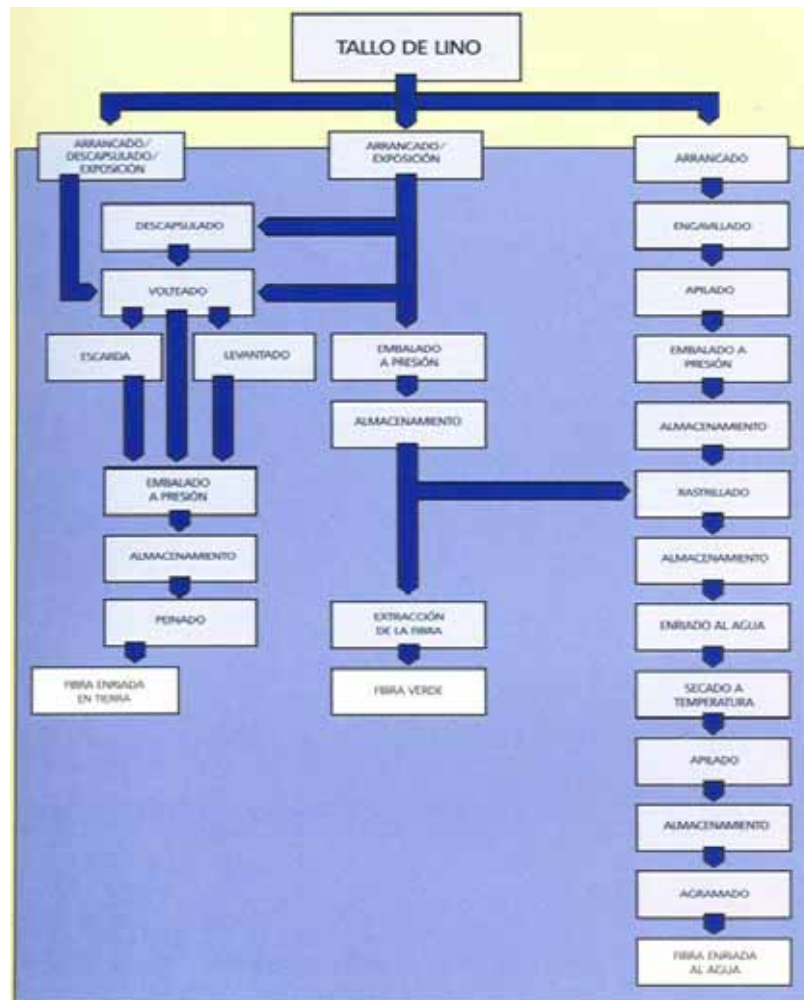 TALLO DE LINO
ARRANCADO/
DESCAPSULADO/
EXPOSICIÓN
DESCAPSULADO
VOLTEADO
ESCARDA
LEVANTADO
EMBALADO
A PRESIÓN
ALMACENAMIENTO
PEINADO
FIBRA ENRIADA
EN TIERRA
ARRANCADO/
EXPOSICIÓN
EMBALADO
A PRESIÓN
ALMACENAMIENTO
EXTRACCIÓN
DE LA FIBRA
FIBRA VERDE
ARRANCADO
ENGAVILLADO
APILADO
EMBALADO A
PRESIÓN
ALMACENAMIENTO
RASTRILLADO
ALMACENAMIENTO
ENRIADO AL AGUA
SECADO A
TEMPERATURA
APILADO
ALMACENAMIENTO
AGRAMADO
FIBRA ENRIADA
AL AGUA